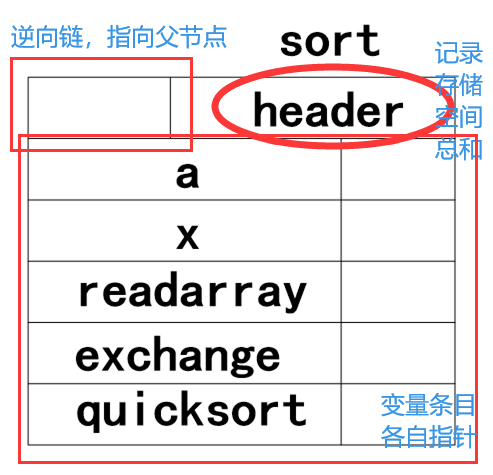 逆向链，指向父节点
sort
记录
存储
空间
总和
header
a
x
readarray
exchange
quicksort
变量条目
各自指针